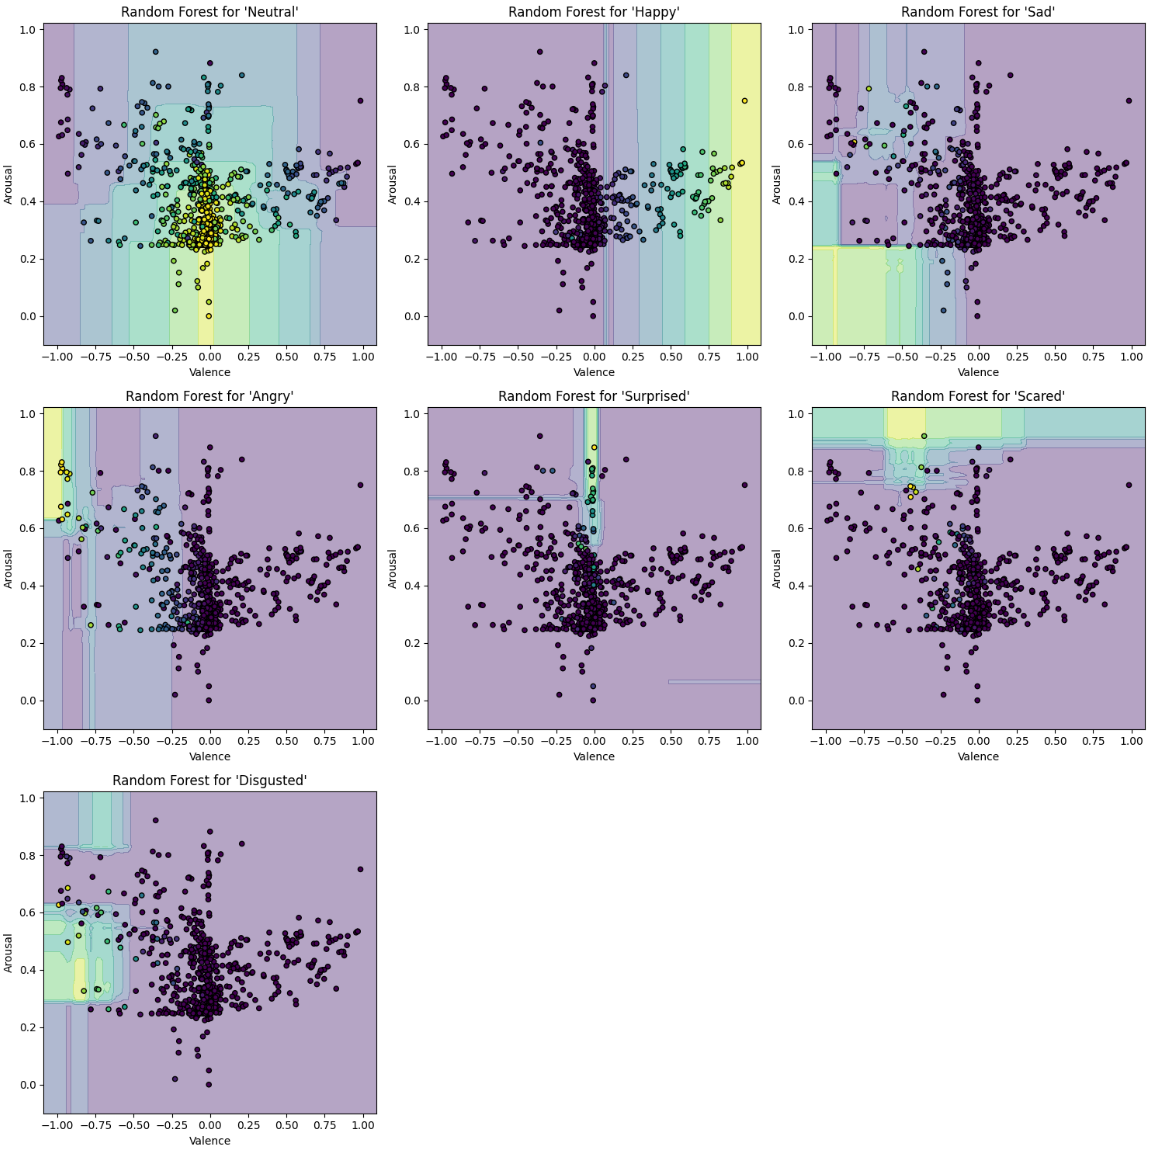 Random Forest for 'Neutral'
1.0
0.8
0.6
0.4
0.2
0.0
Arousal
−1.00 −0.75 −0.50 −0.25 0.00 0.25 0.50 0.75 1.00
Valence
Random Forest for 'Happy'
1.0
0.8
0.6
0.4
0.2
0.0
Arousal
−1.00 −0.75 −0.50 −0.25 0.00 0.25 0.50 0.75 1.00
Valence
Random Forest for 'Sad'
1.0
0.8
0.6
0.4
0.2
0.0
Arousal
−1.00 −0.75 −0.50 −0.25 0.00 0.25 0.50 0.75 1.00
Valence
Random Forest for 'Angry'
1.0
0.8
0.6
0.4
0.2
0.0
Arousal
−1.00 −0.75 −0.50 −0.25 0.00 0.25 0.50 0.75 1.00
Valence
Random Forest for 'Surprised'
1.0
0.8
0.6
0.4
0.2
0.0
Arousal
−1.00 −0.75 −0.50 −0.25 0.00 0.25 0.50 0.75 1.00
Valence
Random Forest for 'Scared'
1.0
0.8
0.6
0.4
0.2
0.0
Arousal
−1.00 −0.75 −0.50 −0.25 0.00 0.25 0.50 0.75 1.00
Valence
Random Forest for 'Disgusted'
1.0
0.8
0.6
0.4
0.2
0.0
Arousal
−1.00 −0.75 −0.50 −0.25 0.00 0.25 0.50 0.75 1.00
Valence